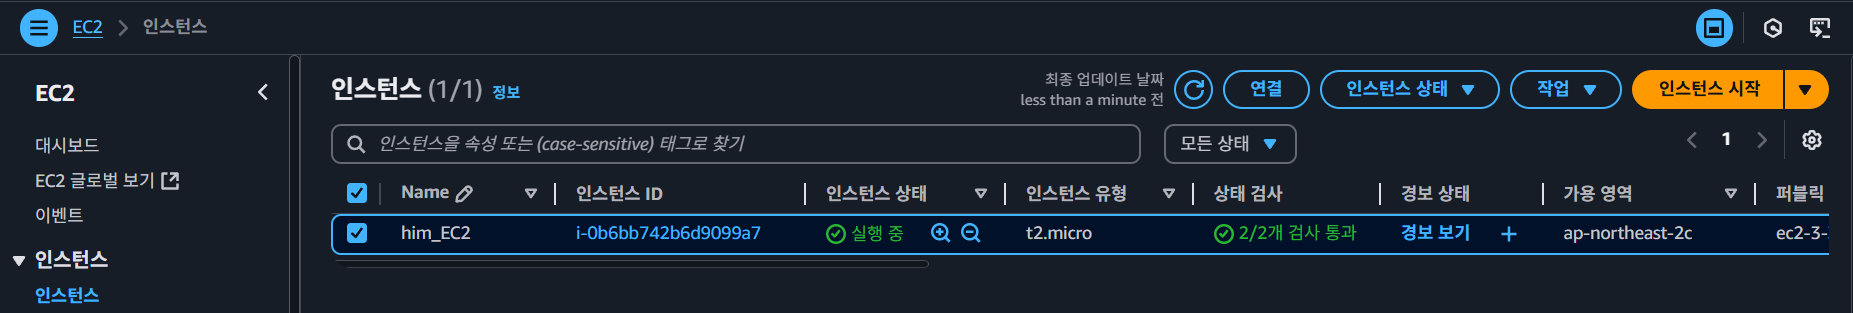 EC2 > 인스턴스
EC2
대시보드
EC2 글로벌 보기
이벤트
인스턴스
인스턴스
인스턴스 (1/1) 정보
최종 업데이트 날짜
less than a minute 전
연결
인스턴스 상태
작업
인스턴스 시작
인스턴스을 속성 또는 (case-sensitive) 태그로 찾기
모든 상태
1
Name 인스턴스 ID 인스턴스 상태 인스턴스 유형 상태 검사 경보 상태 가용 영역 퍼블릭
him_EC2 i-0b6bb742b6d9099a7 실행 중 t2.micro 2/2개 검사 통과 경보 보기 + ap-northeast-2c ec2-3-